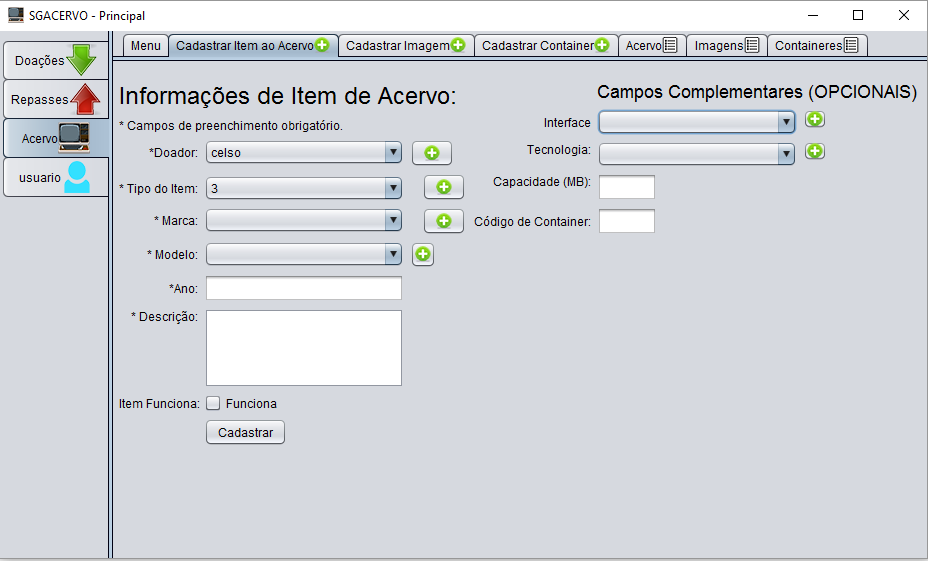 SGACERVO - Principal
Doações
Repasses
Acervo
usuario
Menu
Cadastrar Item ao Acervo
Cadastrar Imagem
Cadastrar Container
Acervo
Imagens
Containeres
Informações de Item de Acervo:
* Campos de preenchimento obrigatório.
*Doador:
celso
* Tipo do Item:
3
* Marca:
* Modelo:
*Ano:
* Descrição:
Item Funciona:
Funciona
Cadastrar
Campos Complementares (OPCIONAIS)
Interface
Tecnologia:
Capacidade (MB):
Código de Container: